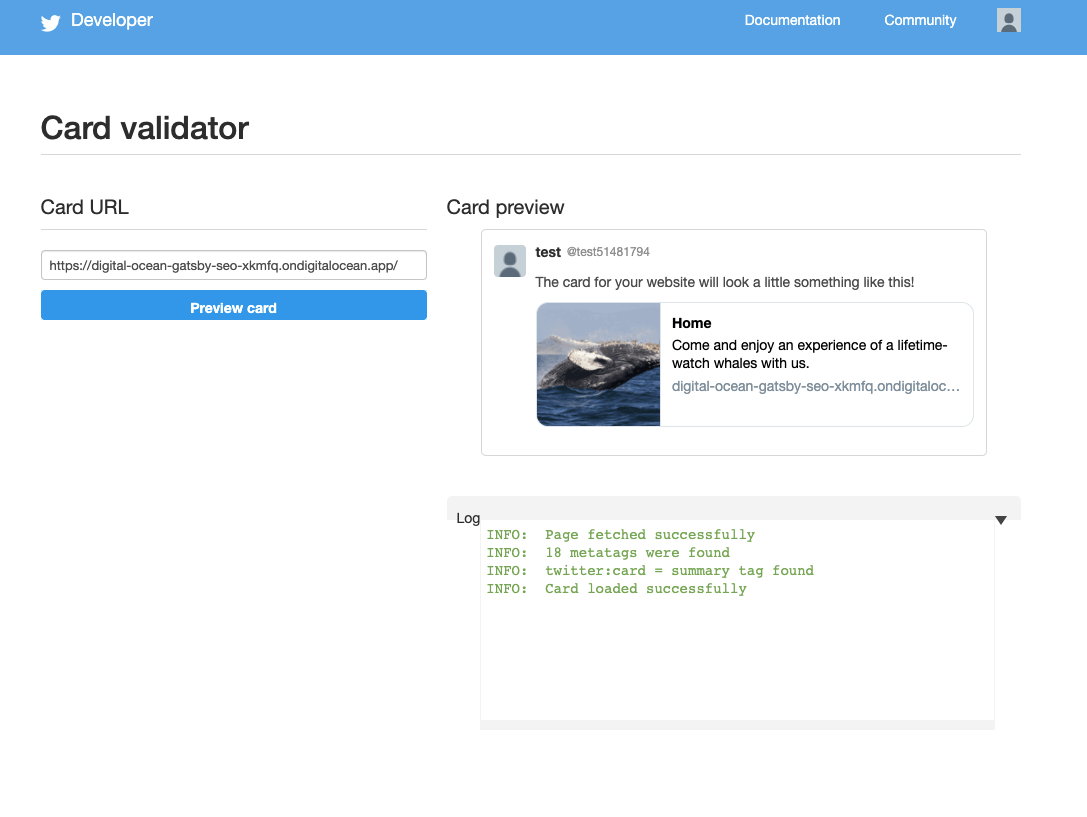 Developer
Documentation
Community
Card validator
Card URL
https://digital-ocean-gatsby-seo-xkmfq.ondigitalocean.app/
Preview card
Card preview
test @test51481794
The card for your website will look a little something like this!
Home
Come and enjoy an experience of a lifetime-
watch whales with us.
digital-ocean-gatsby-seo-xkmfq.ondigitaloc…
Log
INFO:  Page fetched successfully
INFO:  18 metatags were found
INFO:  twitter:card = summary tag found
INFO:  Card loaded successfully